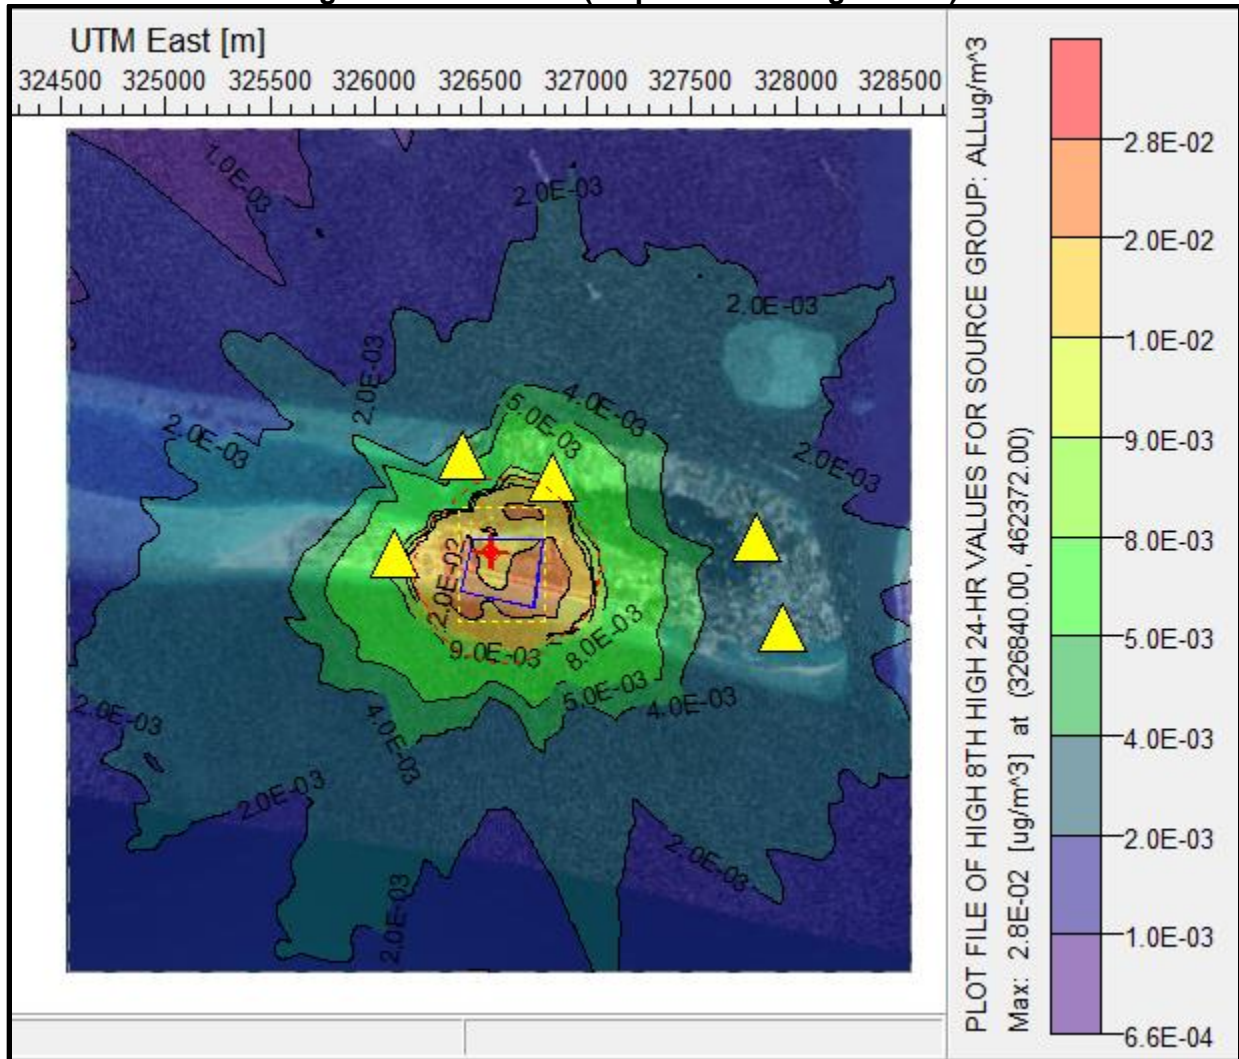 UTM East [m]
324500 325000 325500 326000 326500 327000 327500 328000 328500
1.0E-03
2.0E-03
2.0E-03
2.0E-03
4.0E-03
5.0E-03
2.0E-03
2.0E-03
2.0E-02
8.0E-03
9.0E-03
5.0E-03
4.0E-03
2.0E-03
4.0E-03
2.0E-03
2.0E-03
2.0E-03
PLOT FILE OF HIGH 8TH HIGH 24-HR VALUES FOR SOURCE GROUP: ALLug/m^3
Max: 2.8E-02 [ug/m^3] at (326840.00, 462372.00)
2.8E-02
2.0E-02
1.0E-02
9.0E-03
8.0E-03
5.0E-03
4.0E-03
2.0E-03
1.0E-03
6.6E-04